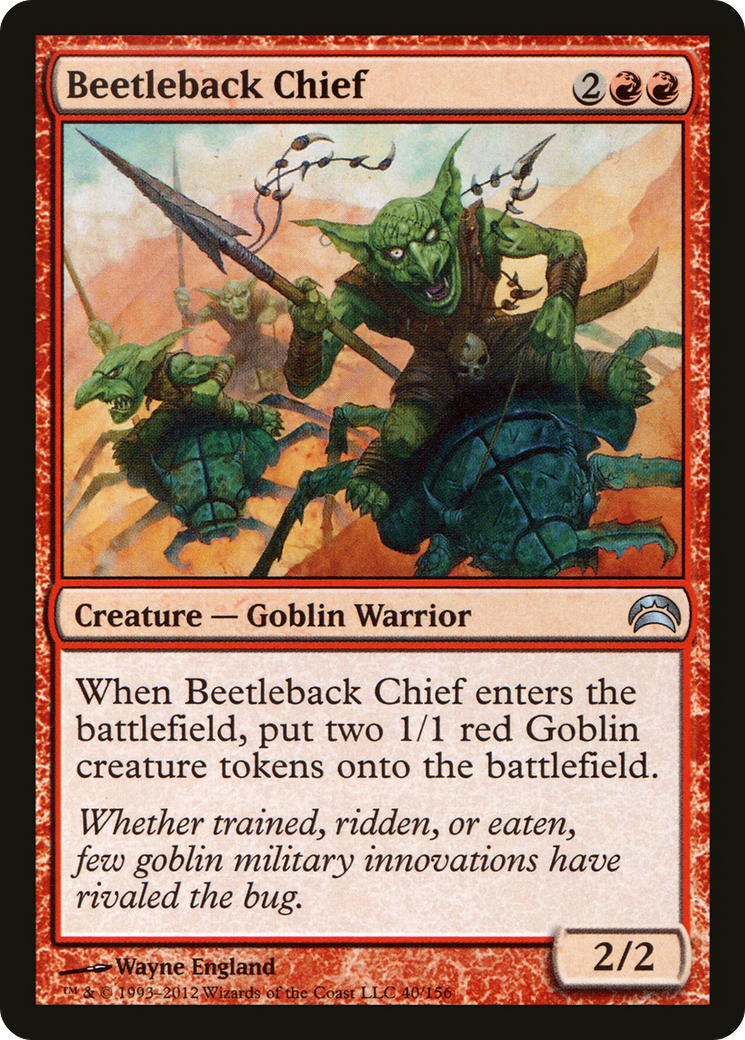 Beetleback Chief 2
Creature — Goblin Warrior
When Beetleback Chief enters the
battlefield, put two 1/1 red Goblin
creature tokens onto the battlefield.
Whether trained, ridden, or eaten,
few goblin military innovations have
rivaled the bug.
2/2
Wayne England
™ & © 1993–2012 Wizards of the Coast LLC 40/156